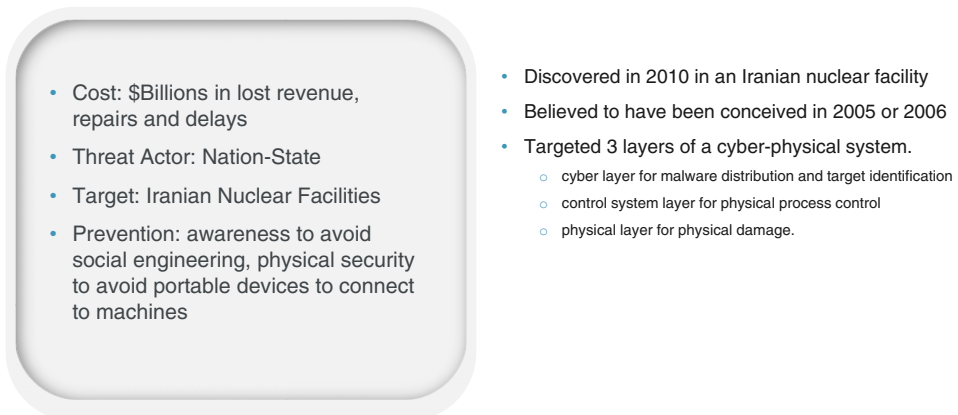 • Cost: $Billions in lost revenue,
repairs and delays
• Threat Actor: Nation-State
• Target: Iranian Nuclear Facilities
• Prevention: awareness to avoid
social engineering, physical security
to avoid portable devices to connect
to machines
• Discovered in 2010 in an Iranian nuclear facility
• Believed to have been conceived in 2005 or 2006
• Targeted 3 layers of a cyber-physical system.
○ cyber layer for malware distribution and target identification
○ control system layer for physical process control
○ physical layer for physical damage.